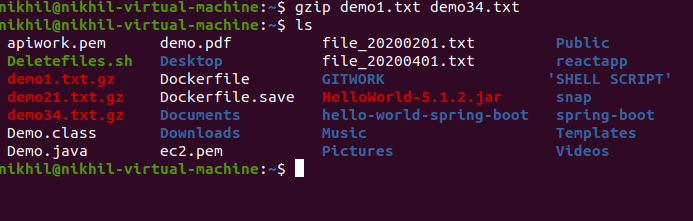 nikhil@nikhil-virtual-machine:~$ gzip demo1.txt demo34.txt
nikhil@nikhil-virtual-machine:~$ ls
apiwork.pem demo.pdf file_20200201.txt Public
Deletefiles.sh Desktop file_20200401.txt reactapp
demo1.txt.gz Dockerfile GITWORK 'SHELL SCRIPT'
demo21.txt.gz Dockerfile.save HelloWorld-5.1.2.jar snap
demo34.txt.gz Documents hello-world-spring-boot spring-boot
Demo.class Downloads Music Templates
Demo.java ec2.pem Pictures Videos
nikhil@nikhil-virtual-machine:~$